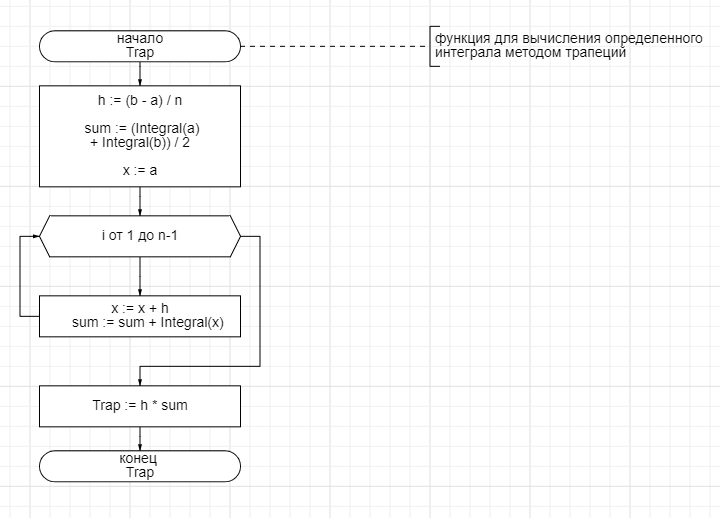 начало
Trap
функция для вычисления определенного
интеграла методом трапеций
h := (b - a) / n
sum := (Integral(a)
+ Integral(b)) / 2
x := a
i от 1 до n-1
x := x + h
sum := sum + Integral(x)
Trap := h * sum
конец
Trap